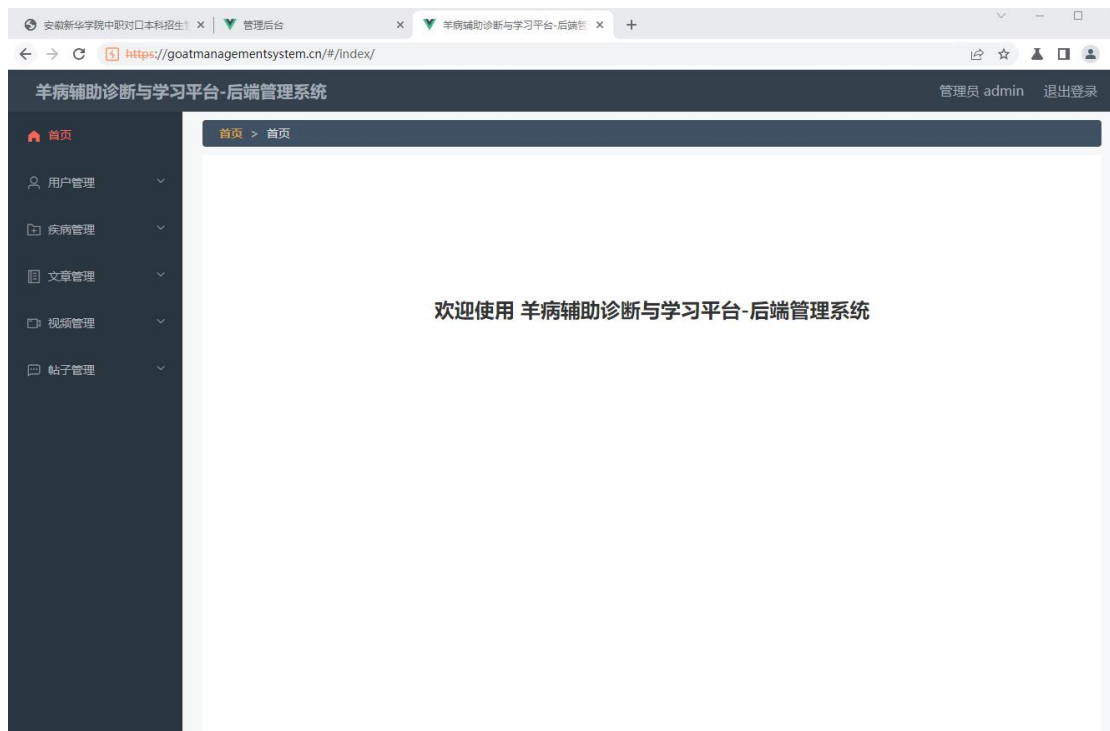 安徽新华学院中职对口本科招生
管理后台
羊病辅助诊断与学习平台-后端管
https://goatmanagementsystem.cn/#/index/
羊病辅助诊断与学习平台-后端管理系统
管理员 admin 退出登录
首页
首页 > 首页
用户管理
疾病管理
文章管理
视频管理
帖子管理
欢迎使用 羊病辅助诊断与学习平台-后端管理系统